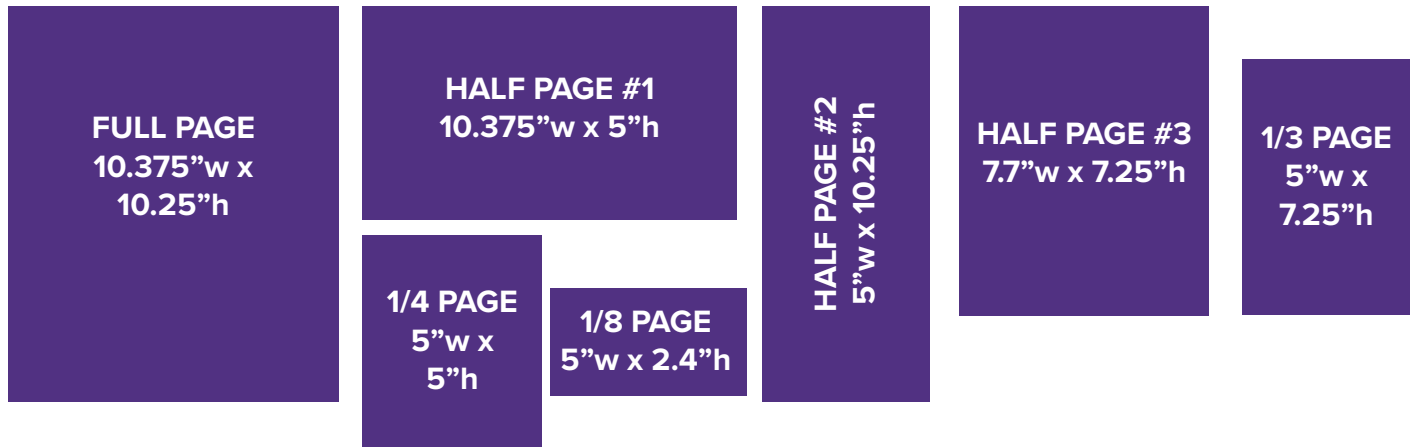 FULL PAGE
10.375”w x
10.25”h
HALF PAGE #1
10.375”w x 5”h
1/4 PAGE
5”w x
5”h
1/8 PAGE
5”w x 2.4”h
HALF PAGE #2
5”w x 10.25”h
HALF PAGE #3
7.7”w x 7.25”h
1/3 PAGE
5”w x
7.25”h